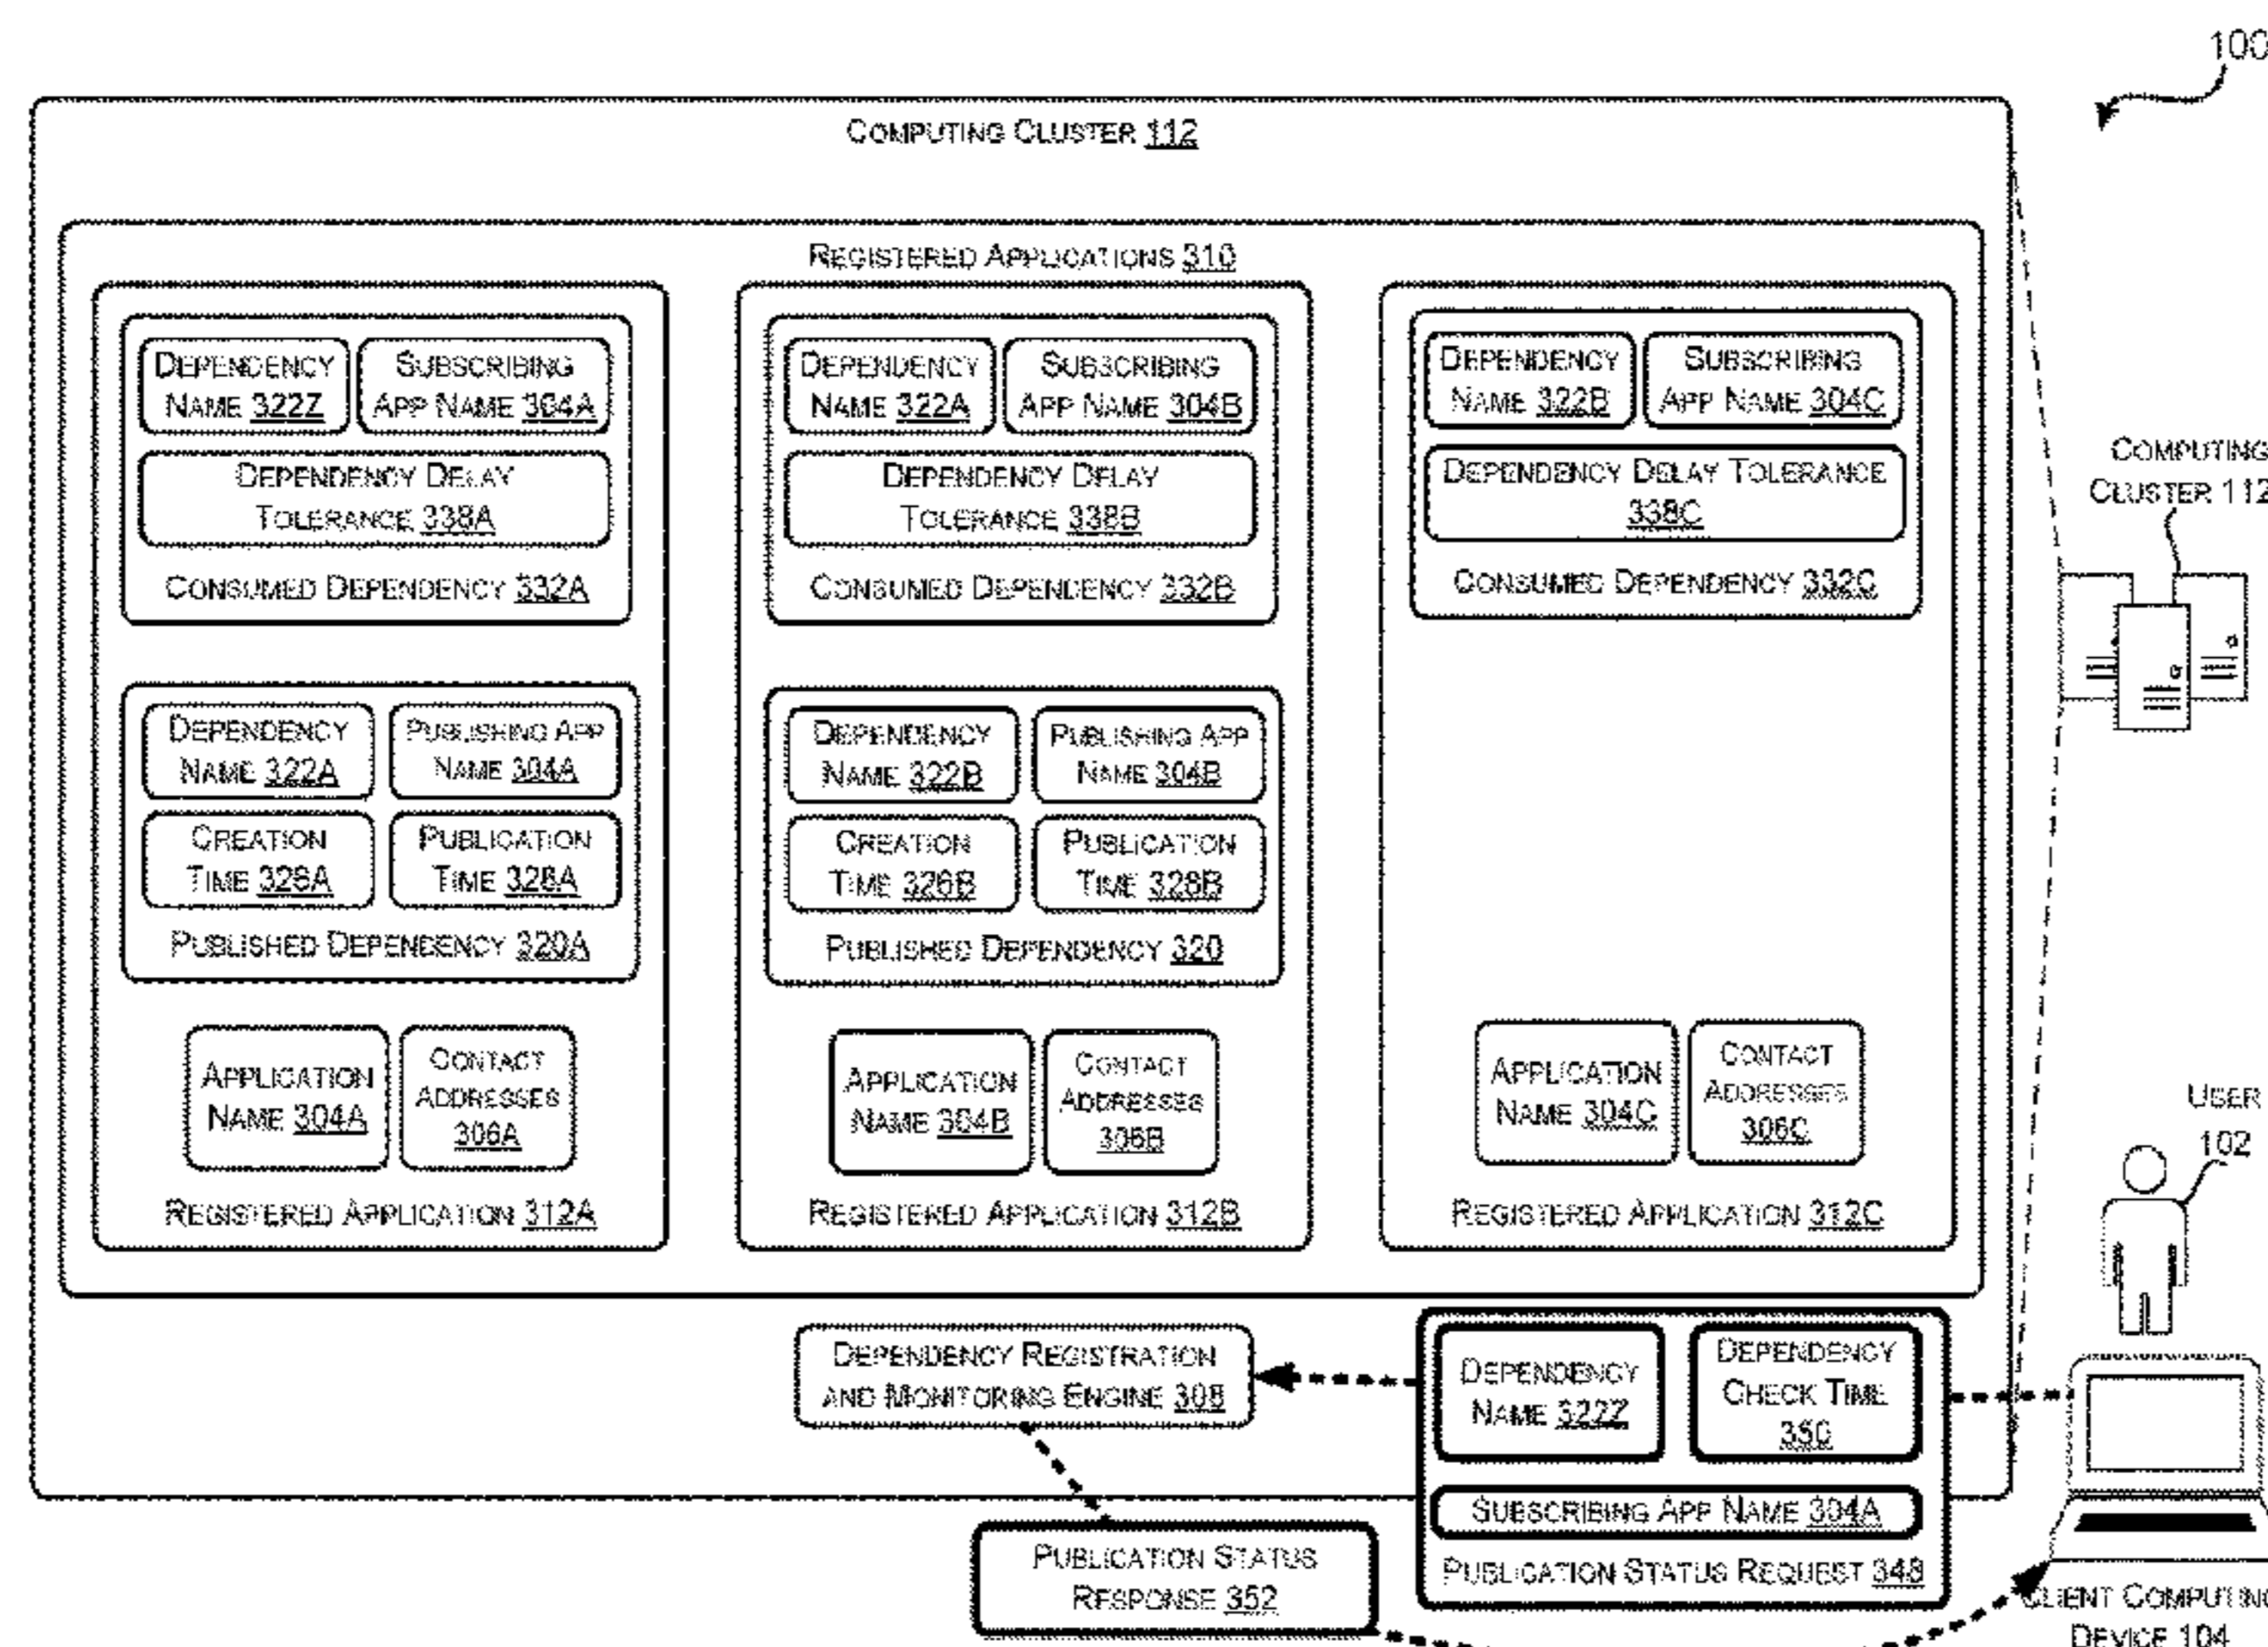 100
COMPUTING CLUSTER 112
REGISTERED APPLICATIONS 310
DEPENDENCY
NAME 322Z
SUBSCRIBING
APP NAME 304A
DEPENDENCY DELAY
TOLERANCE 338A
CONSUMED DEPENDENCY 332A
DEPENDENCY
NAME 322A
PUBLISHING APP
NAME 304A
CREATION
TIME 326A
PUBLICATION
TIME 328A
PUBLISHED DEPENDENCY 320A
APPLICATION
NAME 304A
CONTACT
ADDRESSES
306A
REGISTERED APPLICATION 312A
DEPENDENCY
NAME 322A
SUBSCRIBING
APP NAME 304B
DEPENDENCY DELAY
TOLERANCE 338B
CONSUMED DEPENDENCY 332B
DEPENDENCY
NAME 322B
PUBLISHING APP
NAME 304B
CREATION
TIME 326B
PUBLICATION
TIME 328B
PUBLISHED DEPENDENCY 320
APPLICATION
NAME 304B
CONTACT
ADDRESSES
306B
REGISTERED APPLICATION 312B
DEPENDENCY
NAME 322B
SUBSCRIBING
APP NAME 304C
DEPENDENCY DELAY TOLERANCE
338C
CONSUMED DEPENDENCY 332C
APPLICATION
NAME 304C
CONTACT
ADDRESSES
306C
REGISTERED APPLICATION 312C
COMPUTING
CLUSTER 112
USER
102
DEPENDENCY REGISTRATION
AND MONITORING ENGINE 308
DEPENDENCY
NAME 322Z
DEPENDENCY
CHECK TIME
350
SUBSCRIBING APP NAME 304A
PUBLICATION STATUS REQUEST 348
PUBLICATION STATUS
RESPONSE 352
CLIENT COMPUTING
DEVICE 104